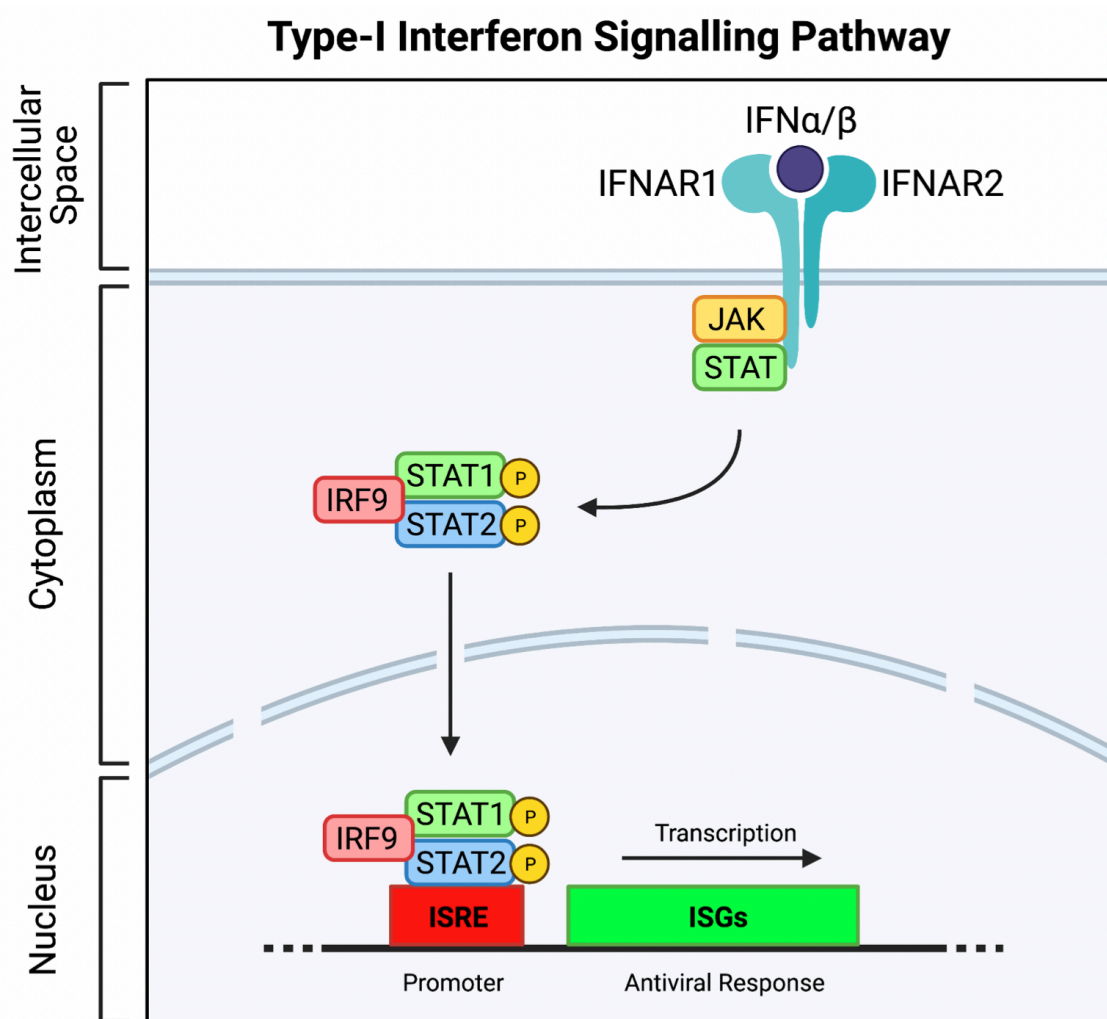 Type-I Interferon Signalling Pathway
Intercellular
Space
IFNα/β
IFNAR1
IFNAR2
JAK
STAT
Cytoplasm
STAT1
P
IRF9
STAT2
P
Nucleus
STAT1
P
IRF9
STAT2
P
Transcription
ISRE
ISGs
Promoter
Antiviral Response